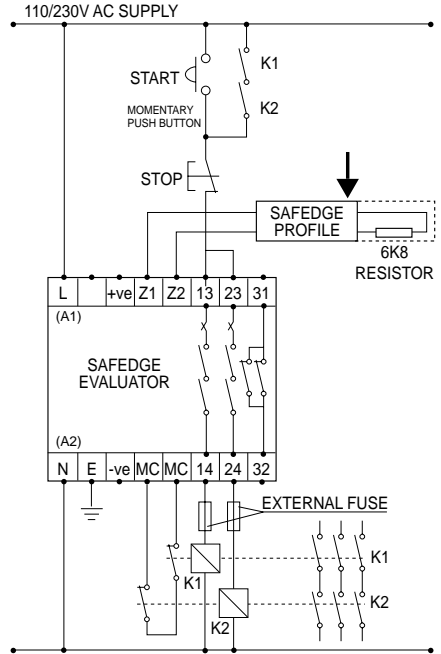 110/230V AC SUPPLY
START
K1
MOMENTARY
PUSH BUTTON
K2
STOP
SAFEDGE
PROFILE
6K8
RESISTOR
L +ve Z1 Z2 13 23 31
(A1)
SAFEDGE
EVALUATOR
(A2)
N E -ve MC MC 14 24 32
EXTERNAL FUSE
K1
K1
K2
K2